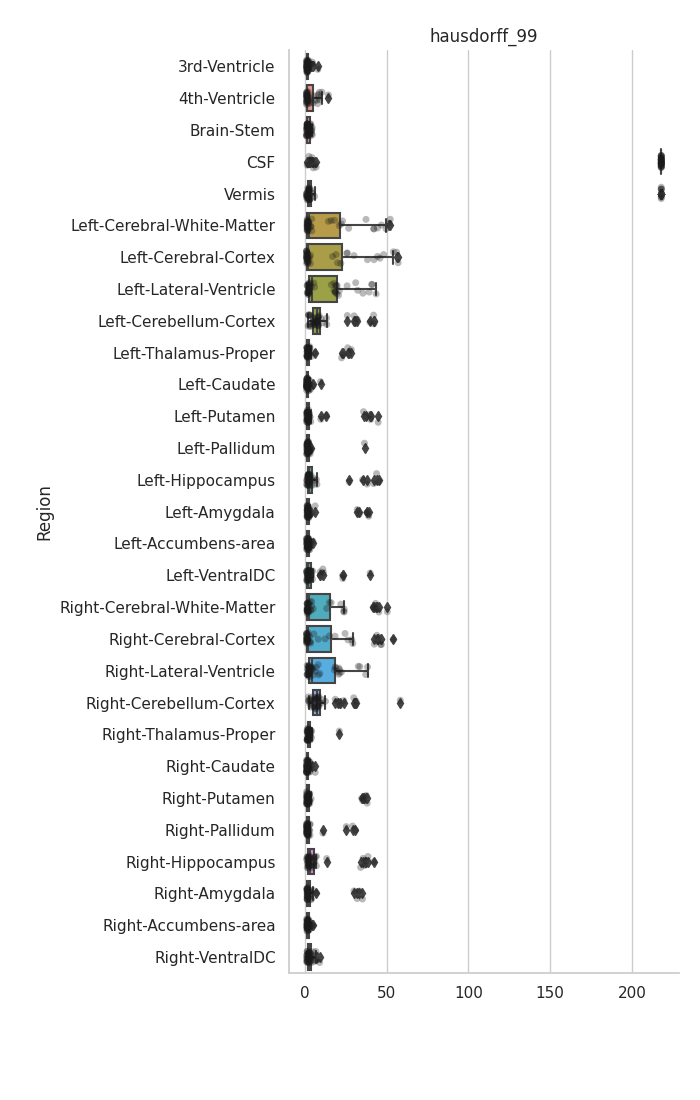 hausdorff_99
3rd-Ventricle
4th-Ventricle
Brain-Stem
CSF
Vermis
Left-Cerebral-White-Matter
Left-Cerebral-Cortex
Left-Lateral-Ventricle
Left-Cerebellum-Cortex
Left-Thalamus-Proper
Left-Caudate
Left-Putamen
Left-Pallidum
Left-Hippocampus
Left-Amygdala
Left-Accumbens-area
Left-VentralDC
Right-Cerebral-White-Matter
Right-Cerebral-Cortex
Right-Lateral-Ventricle
Right-Cerebellum-Cortex
Right-Thalamus-Proper
Right-Caudate
Right-Putamen
Right-Pallidum
Right-Hippocampus
Right-Amygdala
Right-Accumbens-area
Right-VentralDC
Region
0 50 100 150 200